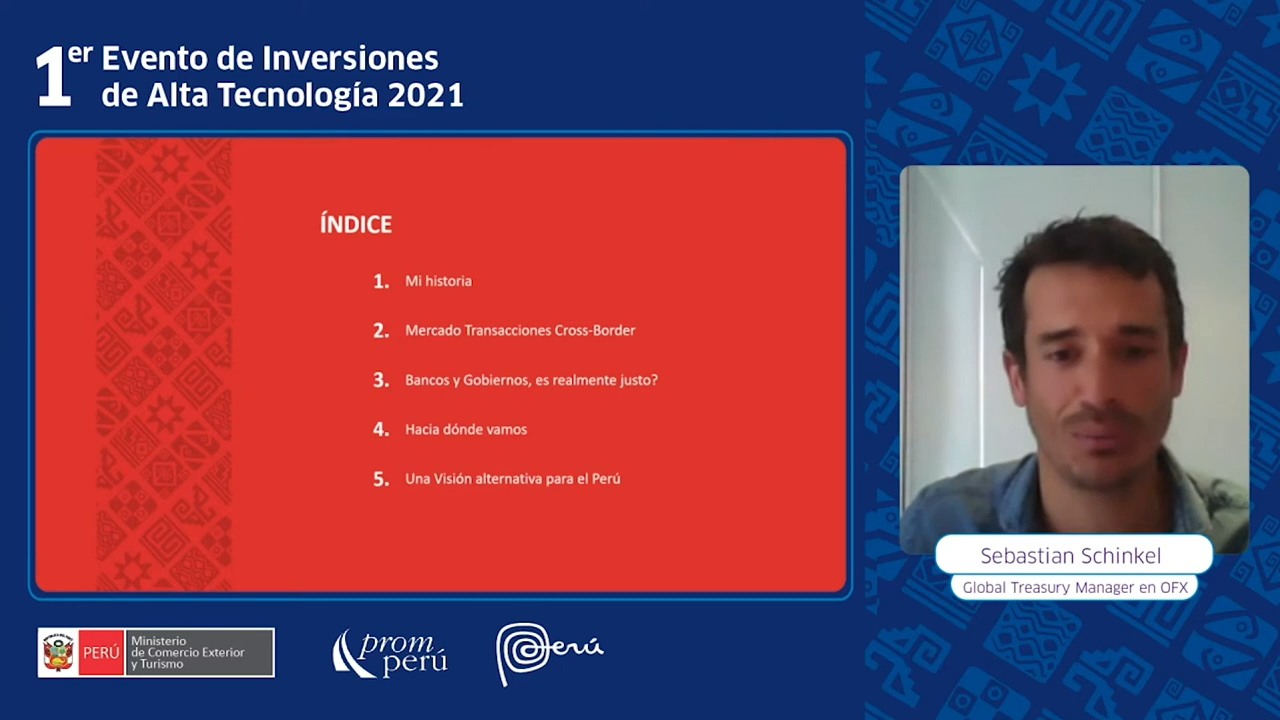 1er Evento de Inversiones
de Alta Tecnología 2021
ÍNDICE
1. Mi historia
2. Mercado Transacciones Cross-Border
3. Bancos y Gobiernos, es realmente justo?
4. Hacia dónde vamos
5. Una Visión alternativa para el Perú
Sebastian Schinkel
Global Treasury Manager en OFX
PERÚ
Ministerio
de Comercio Exterior
y Turismo
prom
perú
Perú